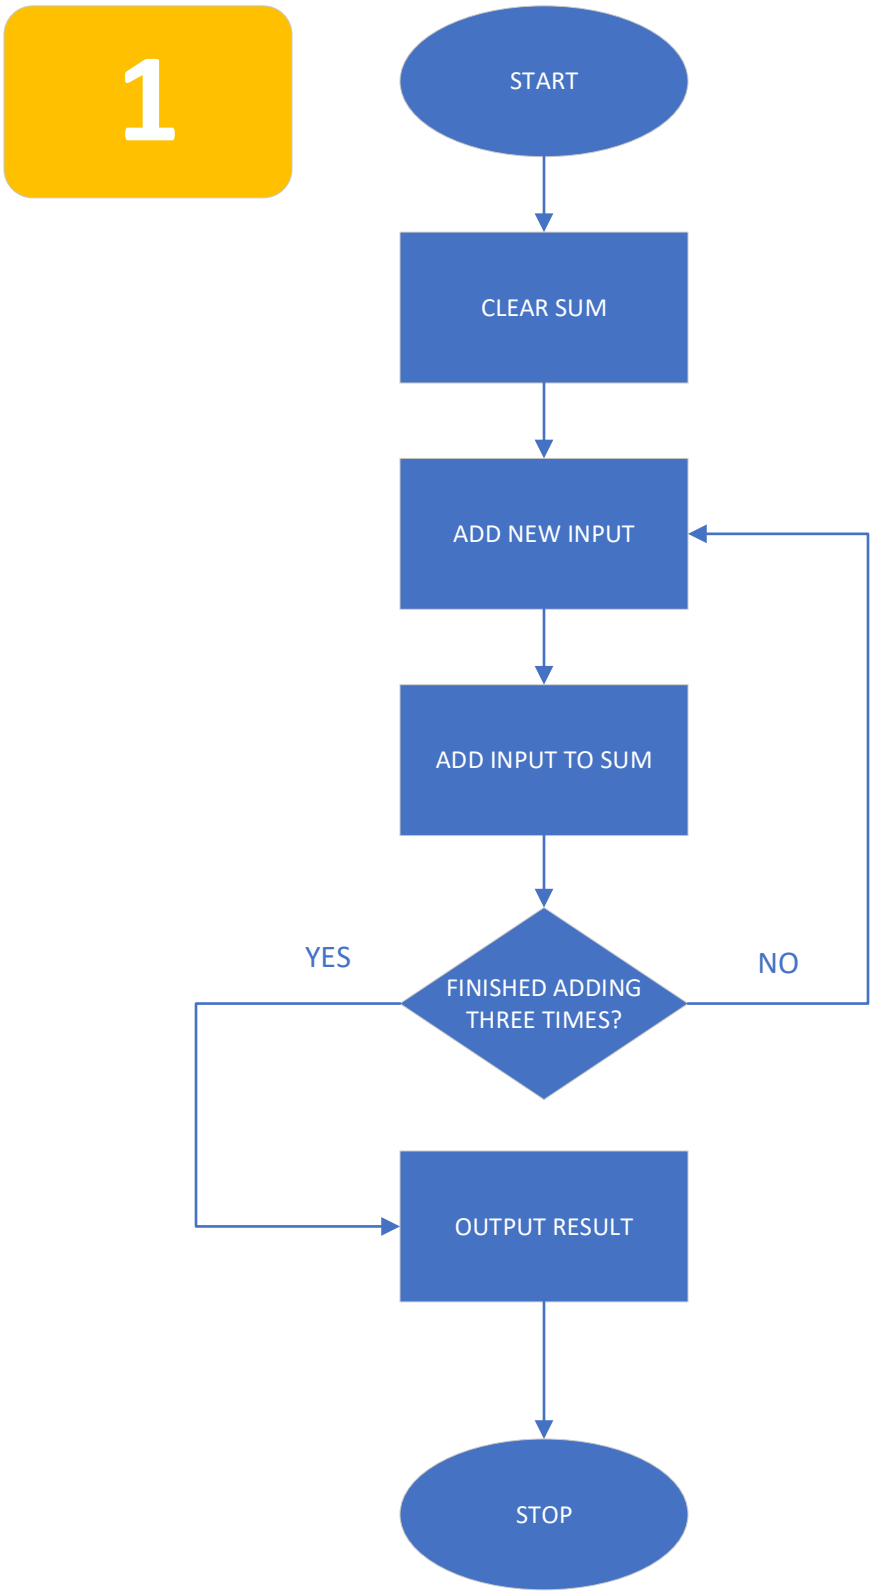 1
START
CLEAR SUM
ADD NEW INPUT
ADD INPUT TO SUM
YES
NO
FINISHED ADDING
THREE TIMES?
OUTPUT RESULT
STOP